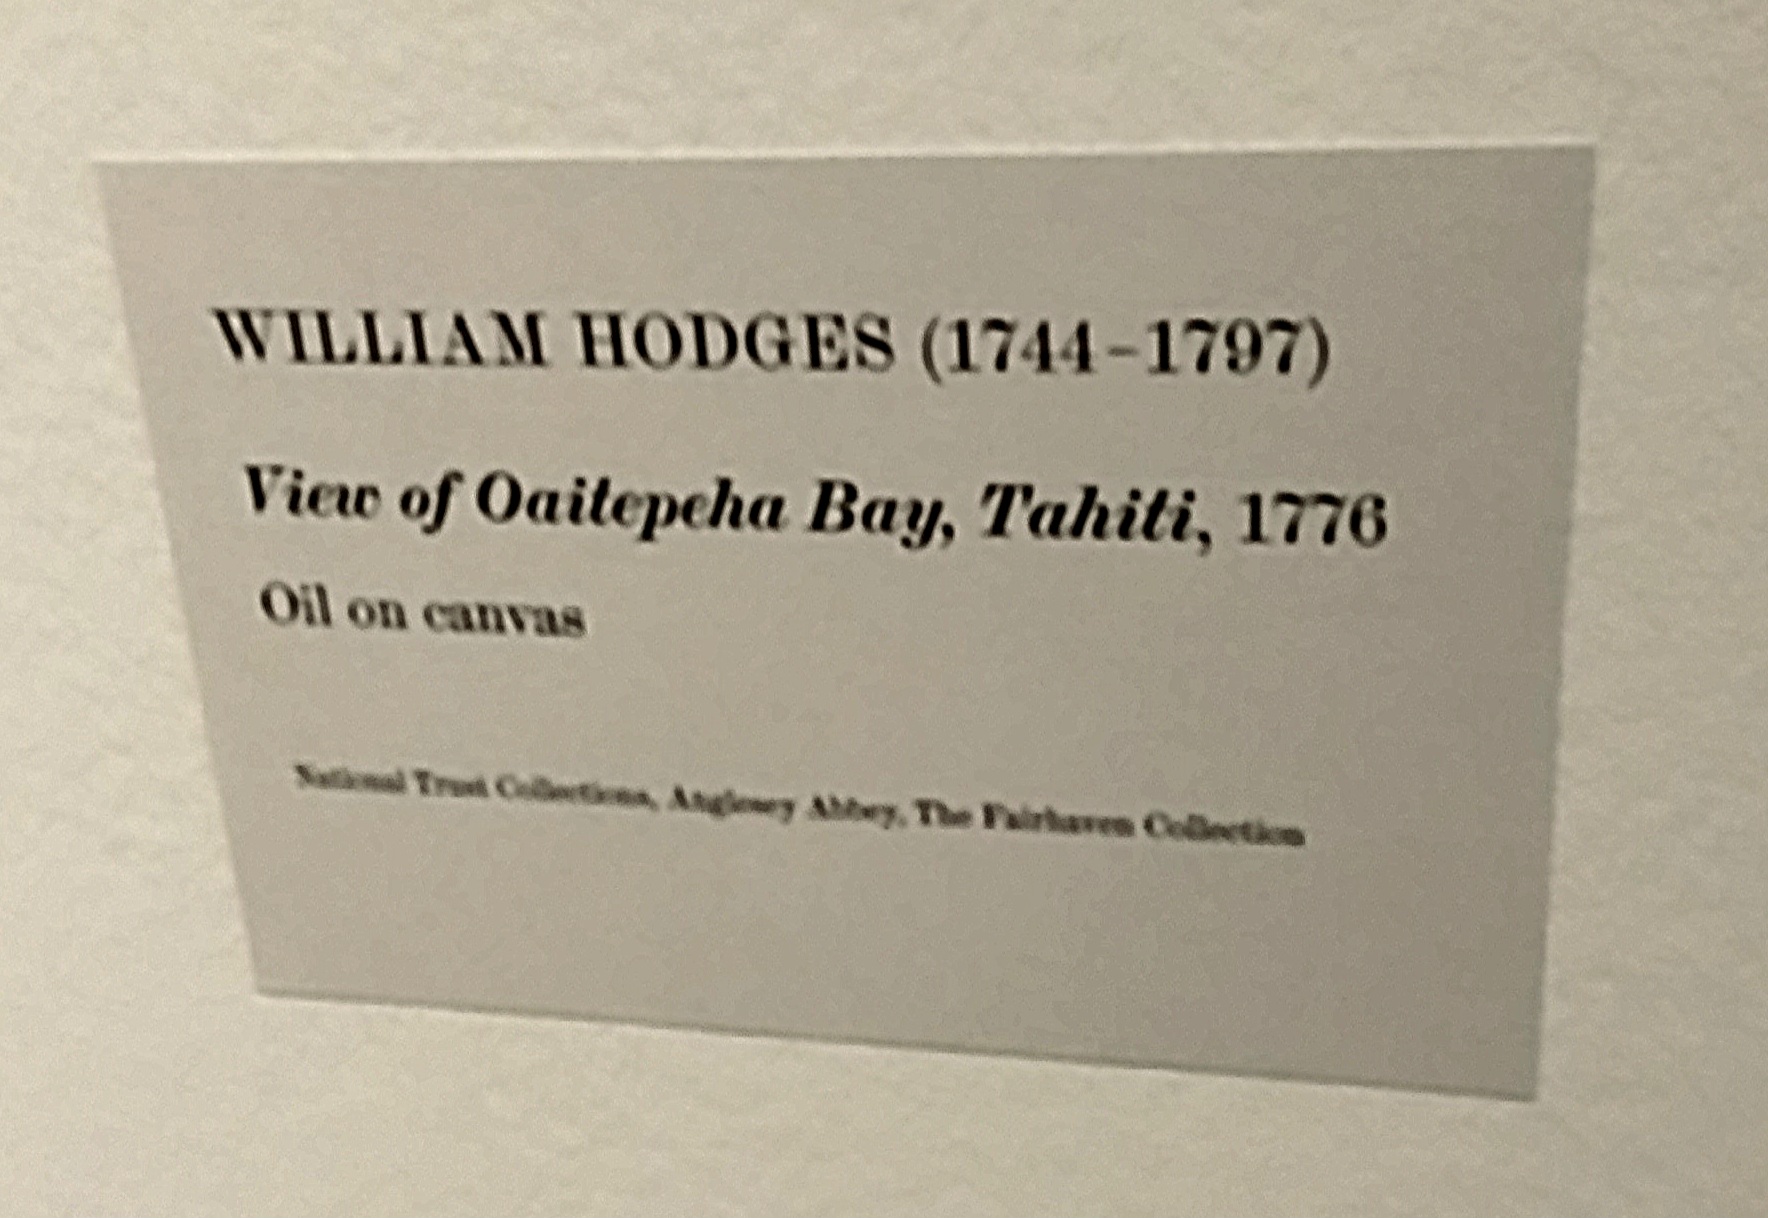 WILLIAM HODGES (1744–1797)
View of Oaitepeha Bay, Tahiti, 1776
Oil on canvas
National Trust Collections, Anglesey Abbey, The Fairhaven Collection